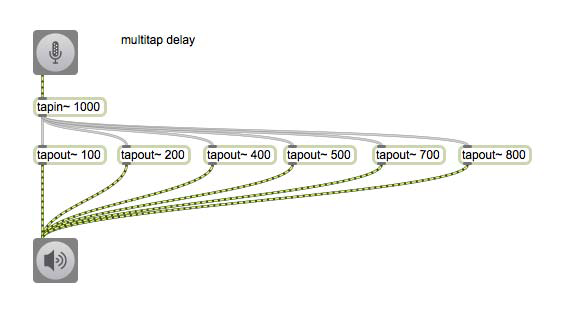 multitap delay
tapin~ 1000
tapout~ 100
tapout~ 200
tapout~ 400
tapout~ 500
tapout~ 700
tapout~ 800